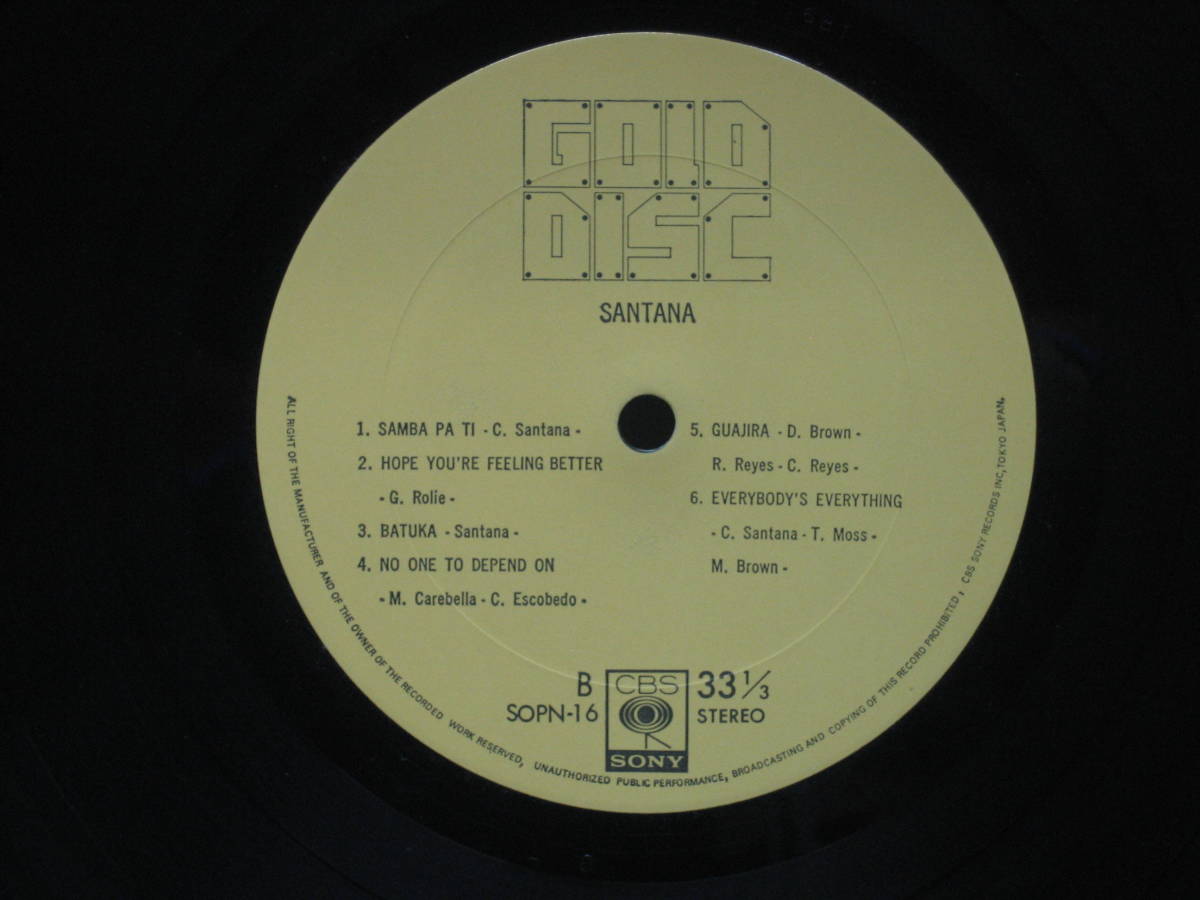 GOLD
DISC
SANTANA
1. SAMBA PA TI - C. Santana -
2. HOPE YOU'RE FEELING BETTER
- G. Rolie -
3. BATUKA - Santana -
4. NO ONE TO DEPEND ON
- M. Carebella - C. Escobedo -
5. GUAJIRA - D. Brown -
R. Reyes - C. Reyes -
6. EVERYBODY'S EVERYTHING
- C. Santana - T. Moss -
M. Brown -
B
SOPN-16
CBS
SONY
33 1/3
STEREO
ALL RIGHT OF THE MANUFACTURER AND OF THE OWNER OF THE RECORDED WORK RESERVED, UNAUTHORIZED PUBLIC PERFORMANCE, BROADCASTING AND COPYING OF THIS RECORD PROHIBITED, CBS SONY RECORDS INC, TOKYO JAPAN.